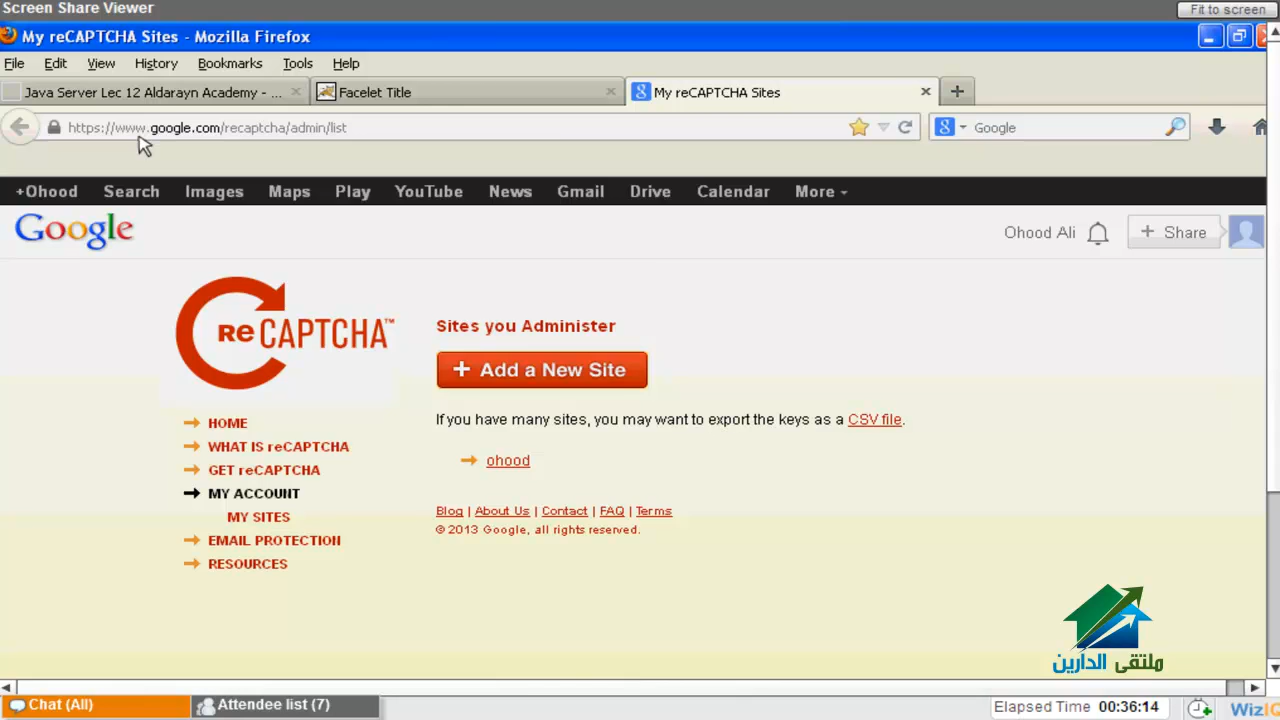 Screen Share Viewer
Fit to screen
My reCAPTCHA Sites - Mozilla Firefox
File Edit View History Bookmarks Tools Help
Java Server Lec 12 Aldarayn Academy - ...
Facelet Title
My reCAPTCHA Sites
https://www.google.com/recaptcha/admin/list
Google
+Ohood Search Images Maps Play YouTube News Gmail Drive Calendar More
Google
Ohood Ali
+ Share
reCAPTCHA™
Sites you Administer
+ Add a New Site
If you have many sites, you may want to export the keys as a CSV file.
ohood
HOME
WHAT IS reCAPTCHA
GET reCAPTCHA
MY ACCOUNT
MY SITES
EMAIL PROTECTION
RESOURCES
Blog | About Us | Contact | FAQ | Terms
© 2013 Google, all rights reserved.
ملتقى الدارين
Chat (All)
Attendee list (7)
Elapsed Time 00:36:14
WizIQ